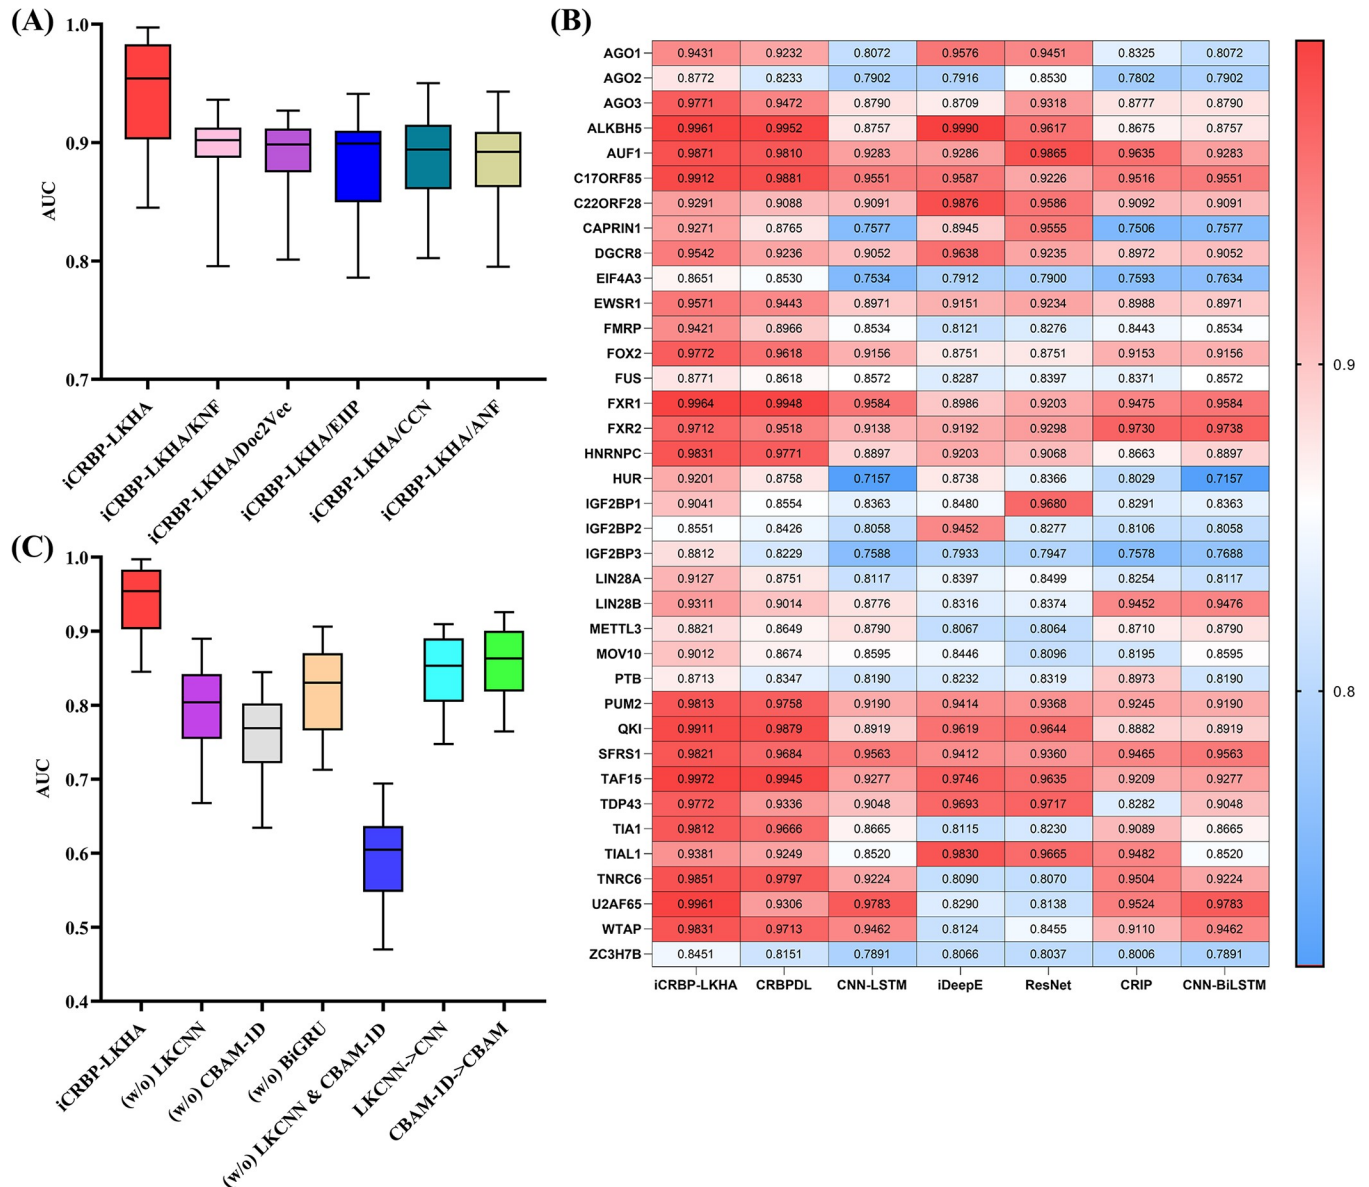 (A)
1.0
0.9
0.8
0.7
AUC
iCRBP-LKHA
iCRBP-LKHA/KNF
iCRBP-LKHA/Doc2Vec
iCRBP-LKHA/EIIP
iCRBP-LKHA/CCN
iCRBP-LKHA/ANF
(B)
AGO1 0.9431 0.9232 0.8072 0.9576 0.9451 0.8325 0.8072
AGO2 0.8772 0.8233 0.7902 0.7916 0.8530 0.7802 0.7902
AGO3 0.9771 0.9472 0.8790 0.8709 0.9318 0.8777 0.8790
ALKBH5 0.9961 0.9952 0.8757 0.9990 0.9617 0.8675 0.8757
AUF1 0.9871 0.9810 0.9283 0.9286 0.9865 0.9635 0.9283
C17ORF85 0.9912 0.9881 0.9551 0.9587 0.9226 0.9516 0.9551
C22ORF28 0.9291 0.9088 0.9091 0.9876 0.9586 0.9092 0.9091
CAPRIN1 0.9271 0.8765 0.7577 0.8945 0.9555 0.7506 0.7577
DGCR8 0.9542 0.9236 0.9052 0.9638 0.9235 0.8972 0.9052
EIF4A3 0.8651 0.8530 0.7534 0.7912 0.7900 0.7593 0.7634
EWSR1 0.9571 0.9443 0.8971 0.9151 0.9234 0.8988 0.8971
FMRP 0.9421 0.8966 0.8534 0.8121 0.8276 0.8443 0.8534
FOX2 0.9772 0.9618 0.9156 0.8751 0.8751 0.9153 0.9156
FUS 0.8771 0.8618 0.8572 0.8287 0.8397 0.8371 0.8572
FXR1 0.9964 0.9948 0.9584 0.8986 0.9203 0.9475 0.9584
FXR2 0.9712 0.9518 0.9138 0.9192 0.9298 0.9730 0.9738
HNRNPC 0.9831 0.9771 0.8897 0.9203 0.9068 0.8663 0.8897
HUR 0.9201 0.8758 0.7157 0.8738 0.8366 0.8029 0.7157
IGF2BP1 0.9041 0.8554 0.8363 0.8480 0.9680 0.8291 0.8363
IGF2BP2 0.8551 0.8426 0.8058 0.9452 0.8277 0.8106 0.8058
IGF2BP3 0.8812 0.8229 0.7588 0.7933 0.7947 0.7578 0.7688
LIN28A 0.9127 0.8751 0.8117 0.8397 0.8499 0.8254 0.8117
LIN28B 0.9311 0.9014 0.8776 0.8316 0.8374 0.9452 0.9476
METTL3 0.8821 0.8649 0.8790 0.8067 0.8064 0.8710 0.8790
MOV10 0.9012 0.8674 0.8595 0.8446 0.8096 0.8195 0.8595
PTB 0.8713 0.8347 0.8190 0.8232 0.8319 0.8973 0.8190
PUM2 0.9813 0.9758 0.9190 0.9414 0.9368 0.9245 0.9190
QKI 0.9911 0.9879 0.8919 0.9619 0.9644 0.8882 0.8919
SFRS1 0.9821 0.9684 0.9563 0.9412 0.9360 0.9465 0.9563
TAF15 0.9972 0.9945 0.9277 0.9746 0.9635 0.9209 0.9277
TDP43 0.9772 0.9336 0.9048 0.9693 0.9717 0.8282 0.9048
TIA1 0.9812 0.9666 0.8665 0.8115 0.8230 0.9089 0.8665
TIAL1 0.9381 0.9249 0.8520 0.9830 0.9665 0.9482 0.8520
TNRC6 0.9851 0.9797 0.9224 0.8090 0.8070 0.9504 0.9224
U2AF65 0.9961 0.9306 0.9783 0.8290 0.8138 0.9524 0.9783
WTAP 0.9831 0.9713 0.9462 0.8124 0.8455 0.9110 0.9462
ZC3H7B 0.8451 0.8151 0.7891 0.8066 0.8037 0.8006 0.7891
iCRBP-LKHA CRBPDL CNN-LSTM iDeepE ResNet CRIP CNN-BiLSTM
0.9
0.8
(C)
1.0
0.9
0.8
0.7
0.6
0.5
0.4
AUC
iCRBP-LKHA
(w/o) LKCNN
(w/o) CBAM-1D
(w/o) BiGRU
(w/o) LKCNN & CBAM-1D
LKCNN->CNN
CBAM-1D->CBAM